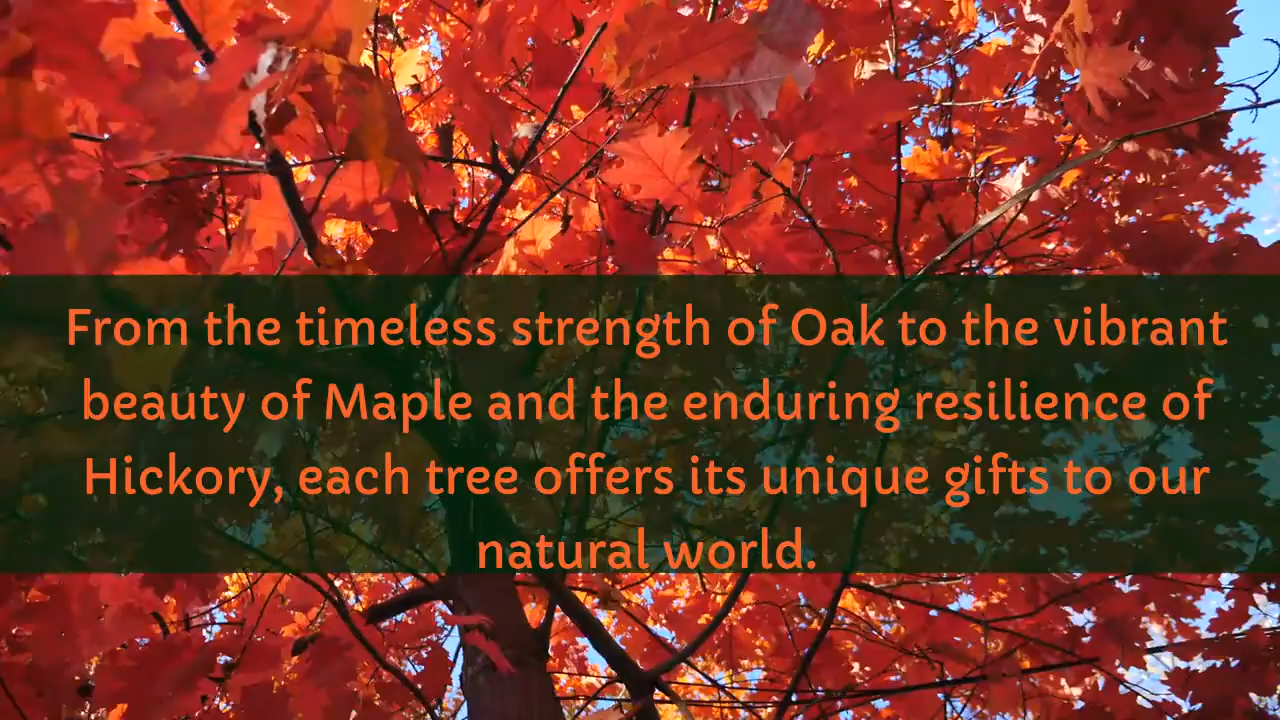 From the timeless strength of Oak to the vibrant
beauty of Maple and the enduring resilience of
Hickory, each tree offers its unique gifts to our
natural world.